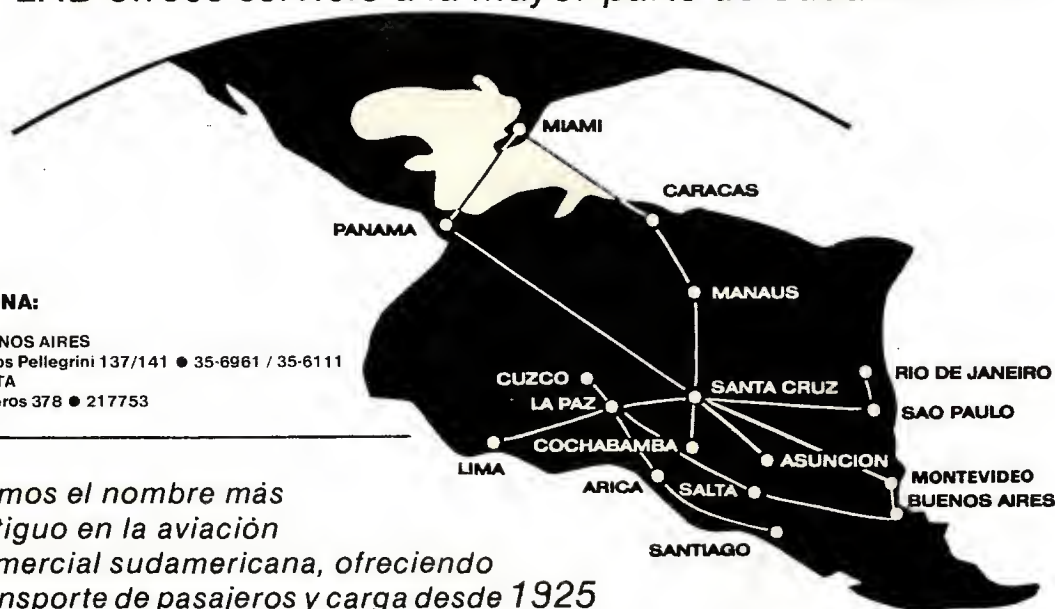 MIAMI
CARACAS
PANAMA
MANAUS
NOS AIRES
os Pellegrini 137/141 ● 35-6961 / 35-6111
eros 378 ● 217753
CUZCO
LA PAZ
SANTA CRUZ
RIO DE JANEIRO
SAO PAULO
COCHABAMBA
ASUNCION
LIMA
ARICA
SALTA
MONTEVIDEO
BUENOS AIRES
SANTIAGO
mos el nombre más
tiguo en la aviación
mercial sudamericana, ofreciendo
nsporte de pasajeros y carga desde 1925